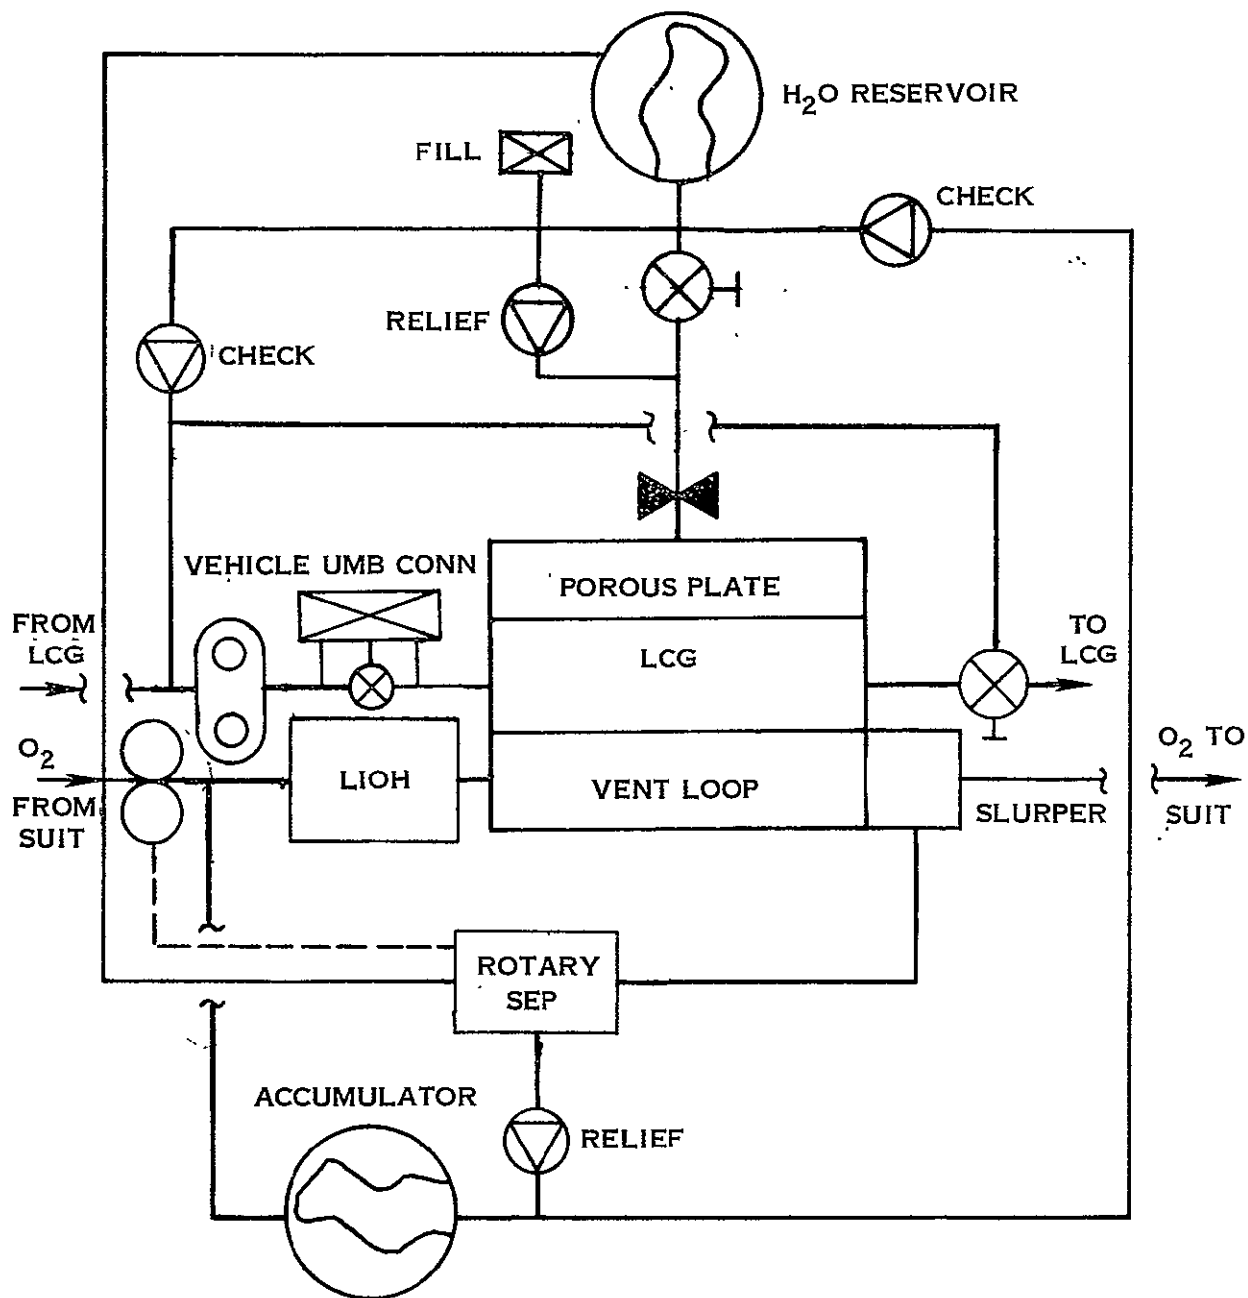 H2O RESERVOIR
FILL
CHECK
RELIEF
CHECK
VEHICLE UMB CONN
POROUS PLATE
FROM
LCG
LCG
TO
LCG
O2
FROM
SUIT
LIOH
VENT LOOP
SLURPER
O2 TO
SUIT
ROTARY
SEP
ACCUMULATOR
RELIEF